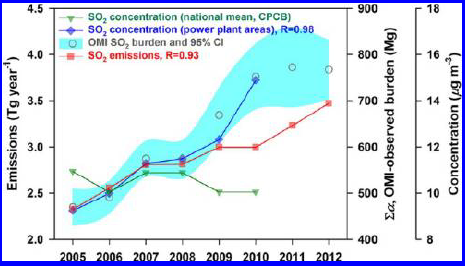 SO2 concentration (national mean, CPCB)
SO2 concentration (power plant areas), R=0.98
OMI SO2 burden and 95% CI
SO2 emissions, R=0.93
Emissions (Tg year-1)
4.5
4.0
3.5
3.0
2.5
2.0
2005 2006 2007 2008 2009 2010 2011 2012
900
800
700
600
500
400
Σα, OMI-observed burden (Mg)
18
16
14
12
10
8
Concentration (μg m-3)